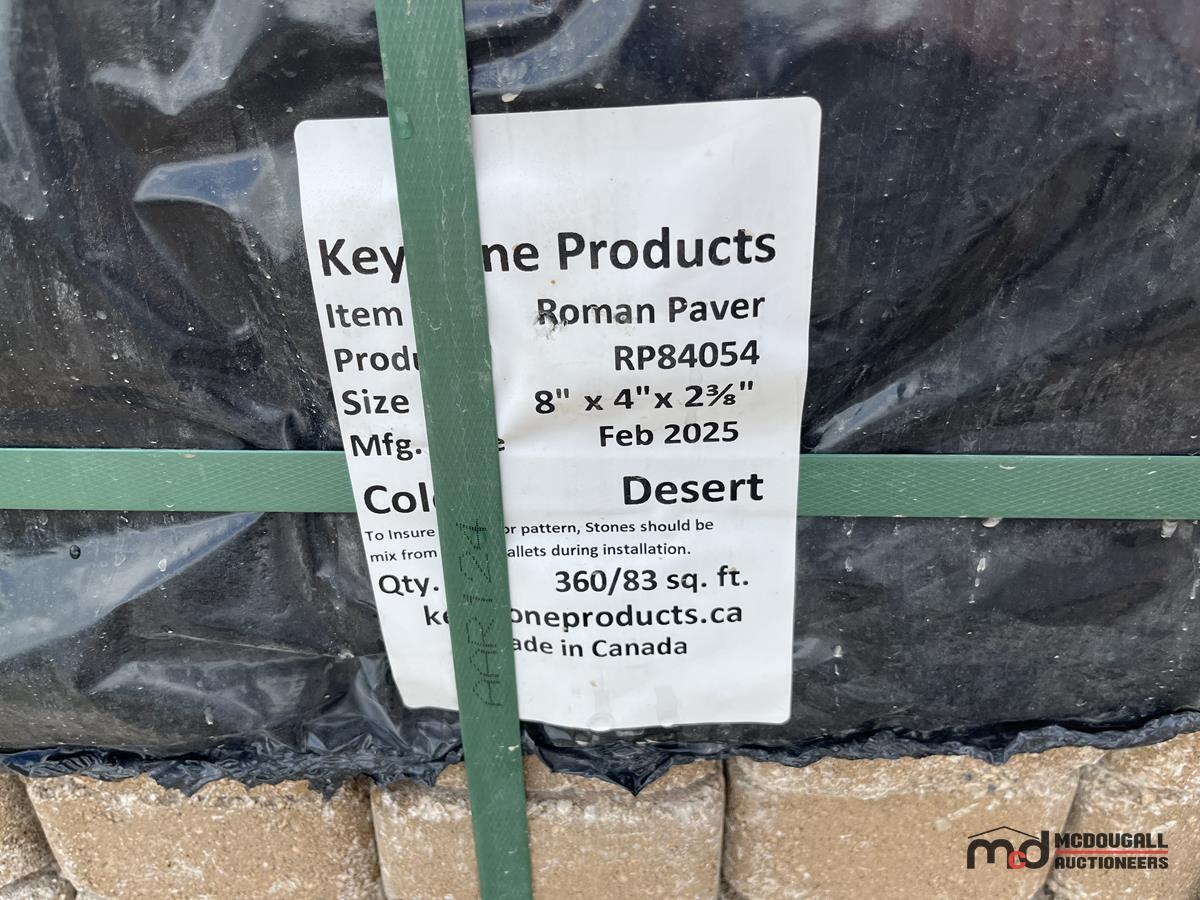 Key ne Products
Item Roman Paver
Produ RP84054
Size 8" x 4"x 2⅜"
Mfg. e Feb 2025
Colo Desert
To Insure or pattern, Stones should be
mix from allets during installation.
Qty. 360/83 sq. ft.
ke oneproducts.ca
ade in Canada
mcd MCDOUGALL
AUCTIONEERS